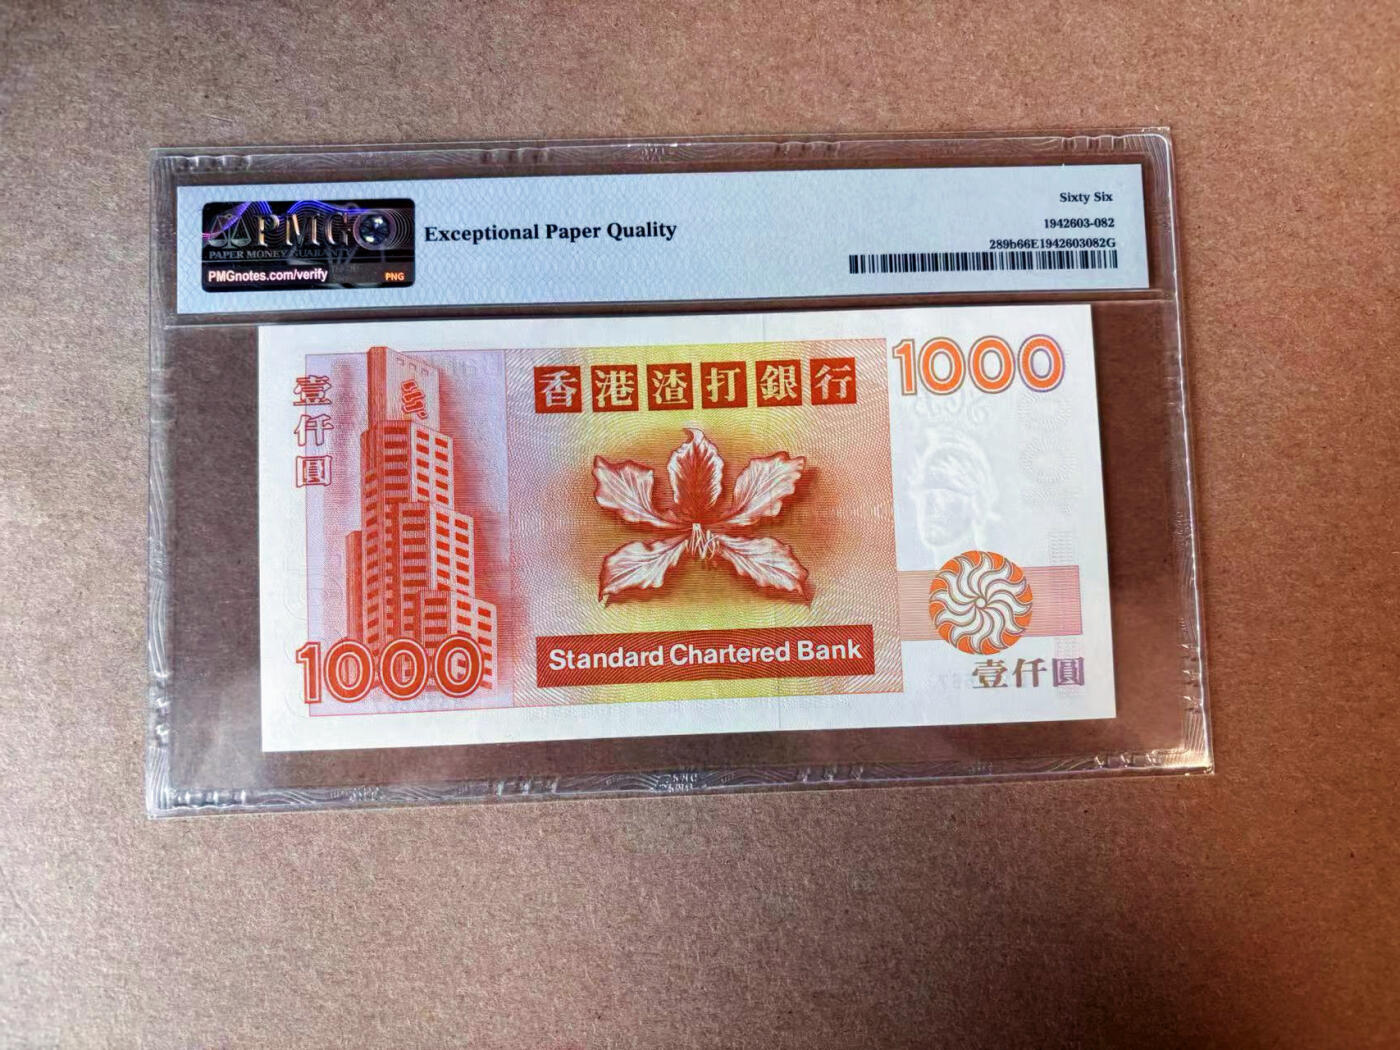 PMG
PAPER MONEY GUARANTY
PMGnotes.com/verify
PNG
Exceptional Paper Quality
Sixty Six
1942603-082
289b66E1942603082G
壹仟圓
香港渣打銀行
1000
1000
Standard Chartered Bank
壹仟圓